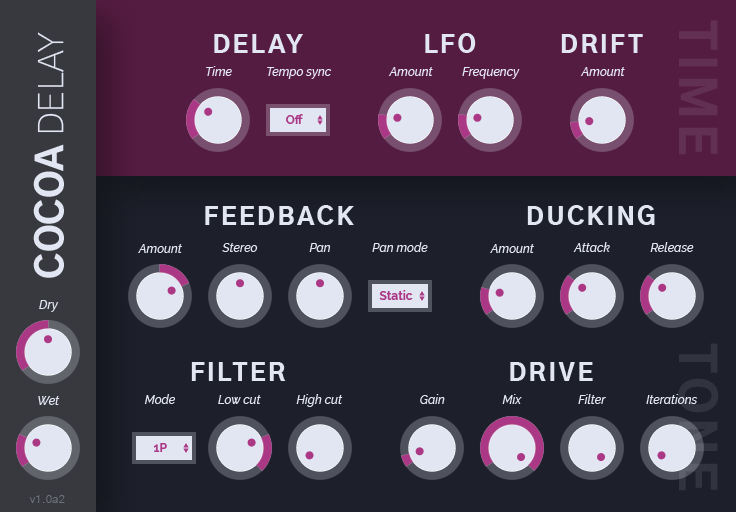 COCOA DELAY
Dry
Wet
v1.0a2
TIME
DELAY
Time
Tempo sync
Off
LFO
Amount
Frequency
DRIFT
Amount
TONE
FEEDBACK
Amount
Stereo
Pan
Pan mode
Static
DUCKING
Amount
Attack
Release
FILTER
Mode
1P
Low cut
High cut
DRIVE
Gain
Mix
Filter
Iterations